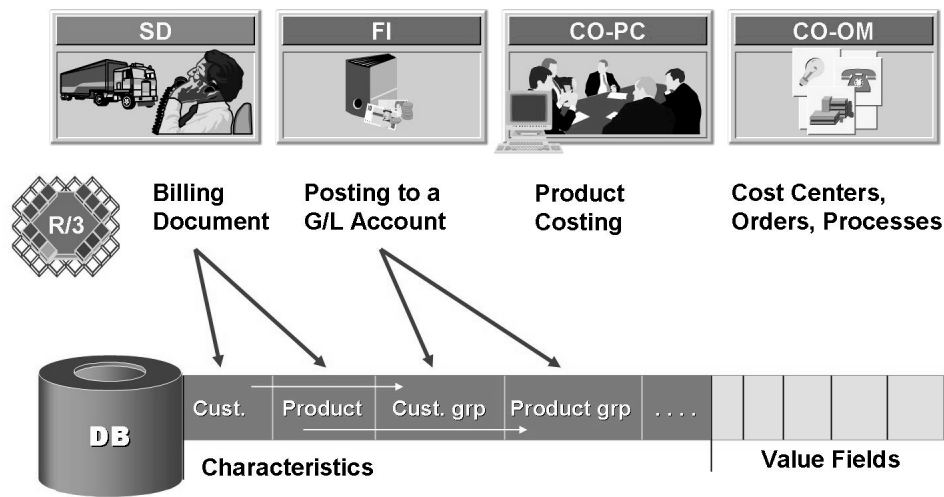 SD
FI
CO-PC
CO-OM
R/3
Billing
Document
Posting to a
G/L Account
Product
Costing
Cost Centers,
Orders, Processes
DB
Cust.
Product
Cust. grp
Product grp
. . . .
Characteristics
Value Fields